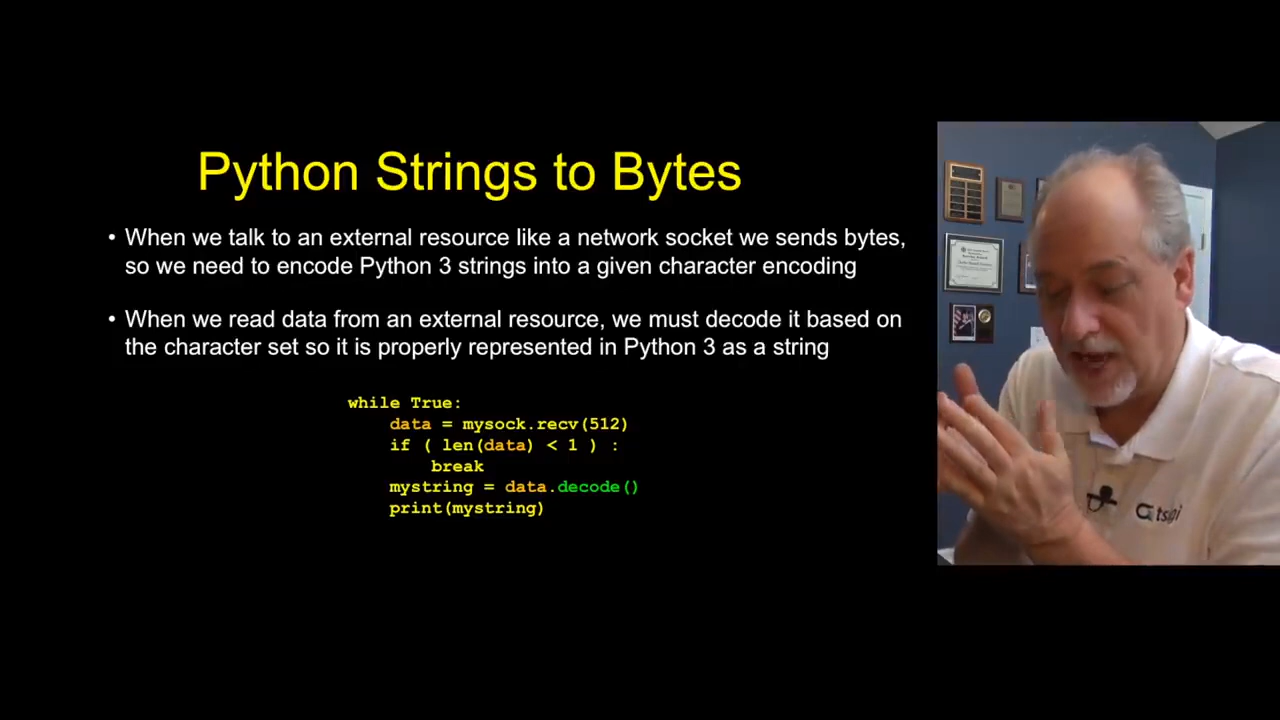 Python Strings to Bytes
• When we talk to an external resource like a network socket we sends bytes,
so we need to encode Python 3 strings into a given character encoding
• When we read data from an external resource, we must decode it based on
the character set so it is properly represented in Python 3 as a string
while True:
    data = mysock.recv(512)
    if ( len(data) < 1 ) :
        break
    mystring = data.decode()
    print(mystring)